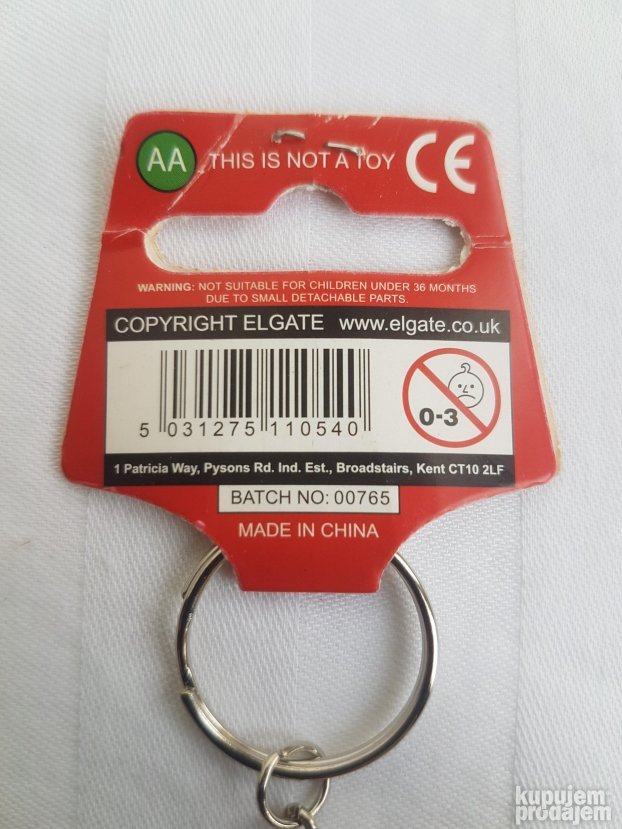 AA THIS IS NOT A TOY CE
WARNING: NOT SUITABLE FOR CHILDREN UNDER 36 MONTHS
DUE TO SMALL DETACHABLE PARTS.
COPYRIGHT ELGATE www.elgate.co.uk
5 031275 110540
0-3
1 Patricia Way, Pysons Rd. Ind. Est., Broadstairs, Kent CT10 2LF
BATCH NO: 00765
MADE IN CHINA
kupujem
prodajem